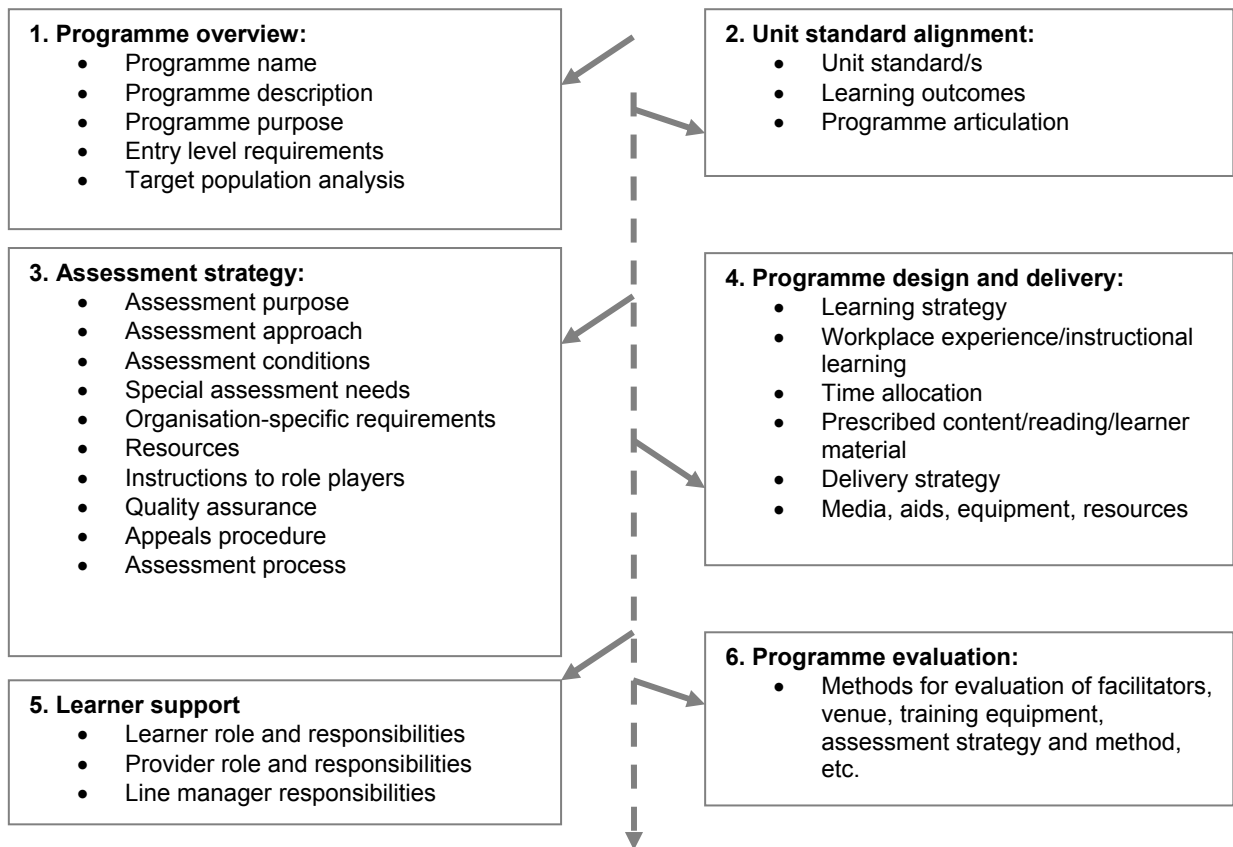 1. Programme overview:
• Programme name
• Programme description
• Programme purpose
• Entry level requirements
• Target population analysis
2. Unit standard alignment:
• Unit standard/s
• Learning outcomes
• Programme articulation
3. Assessment strategy:
• Assessment purpose
• Assessment approach
• Assessment conditions
• Special assessment needs
• Organisation-specific requirements
• Resources
• Instructions to role players
• Quality assurance
• Appeals procedure
• Assessment process
4. Programme design and delivery:
• Learning strategy
• Workplace experience/instructional
learning
• Time allocation
• Prescribed content/reading/learner
material
• Delivery strategy
• Media, aids, equipment, resources
5. Learner support
• Learner role and responsibilities
• Provider role and responsibilities
• Line manager responsibilities
6. Programme evaluation:
• Methods for evaluation of facilitators,
venue, training equipment,
assessment strategy and method,
etc.